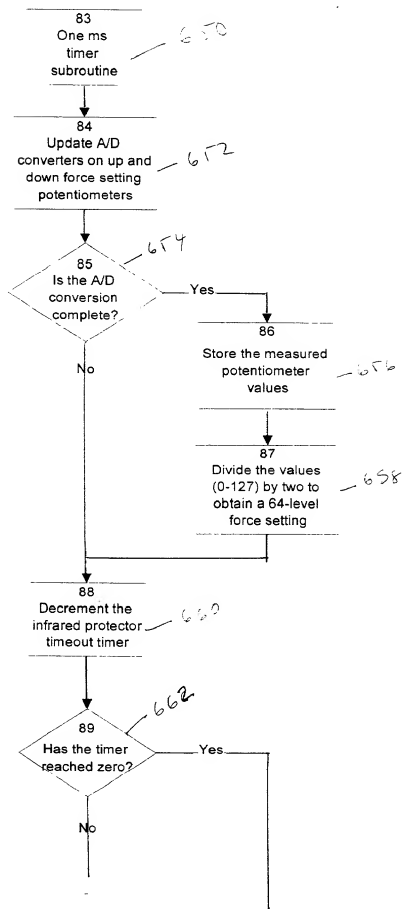 83
One ms
timer
subroutine
650
84
Update A/D
converters on up and
down force setting
potentiometers
652
654
85
Is the A/D
conversion
complete?
Yes
No
86
Store the measured
potentiometer
values
656
87
Divide the values
(0-127) by two to
obtain a 64-level
force setting
658
88
Decrement the
infrared protector
timeout timer
660
662
89
Has the timer
reached zero?
Yes
No